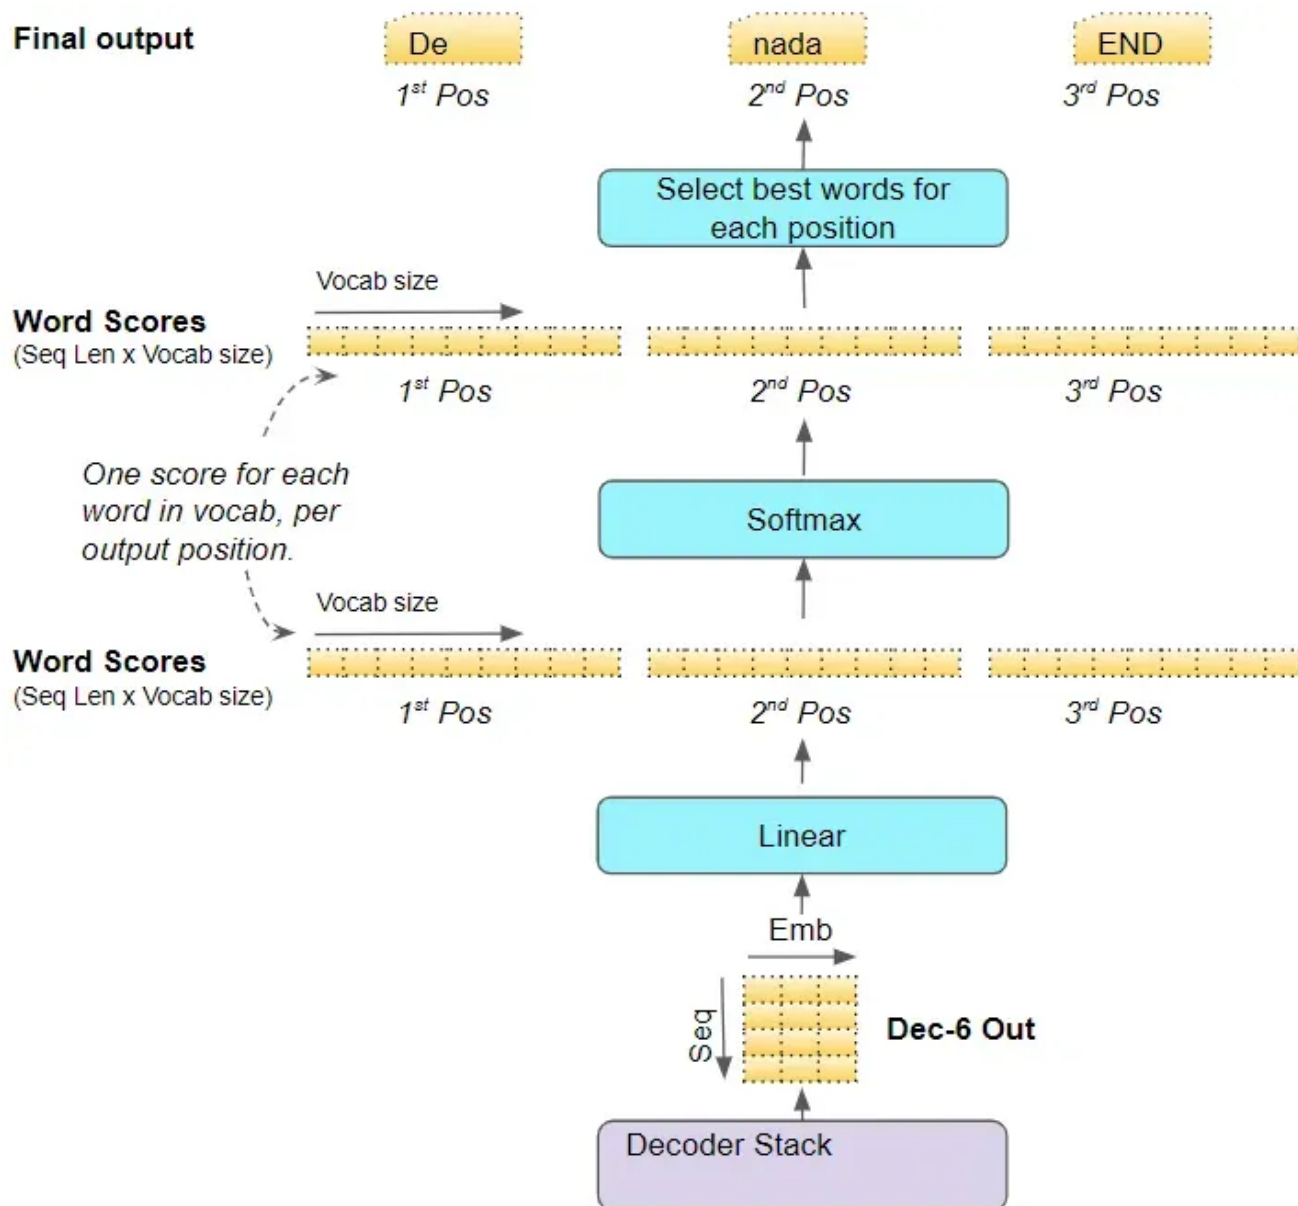 Final output
De
nada
END
1st Pos
2nd Pos
3rd Pos
Select best words for
each position
Vocab size
Word Scores
(Seq Len x Vocab size)
1st Pos
2nd Pos
3rd Pos
One score for each
word in vocab, per
output position.
Softmax
Vocab size
Word Scores
(Seq Len x Vocab size)
1st Pos
2nd Pos
3rd Pos
Linear
Emb
Seq
Dec-6 Out
Decoder Stack